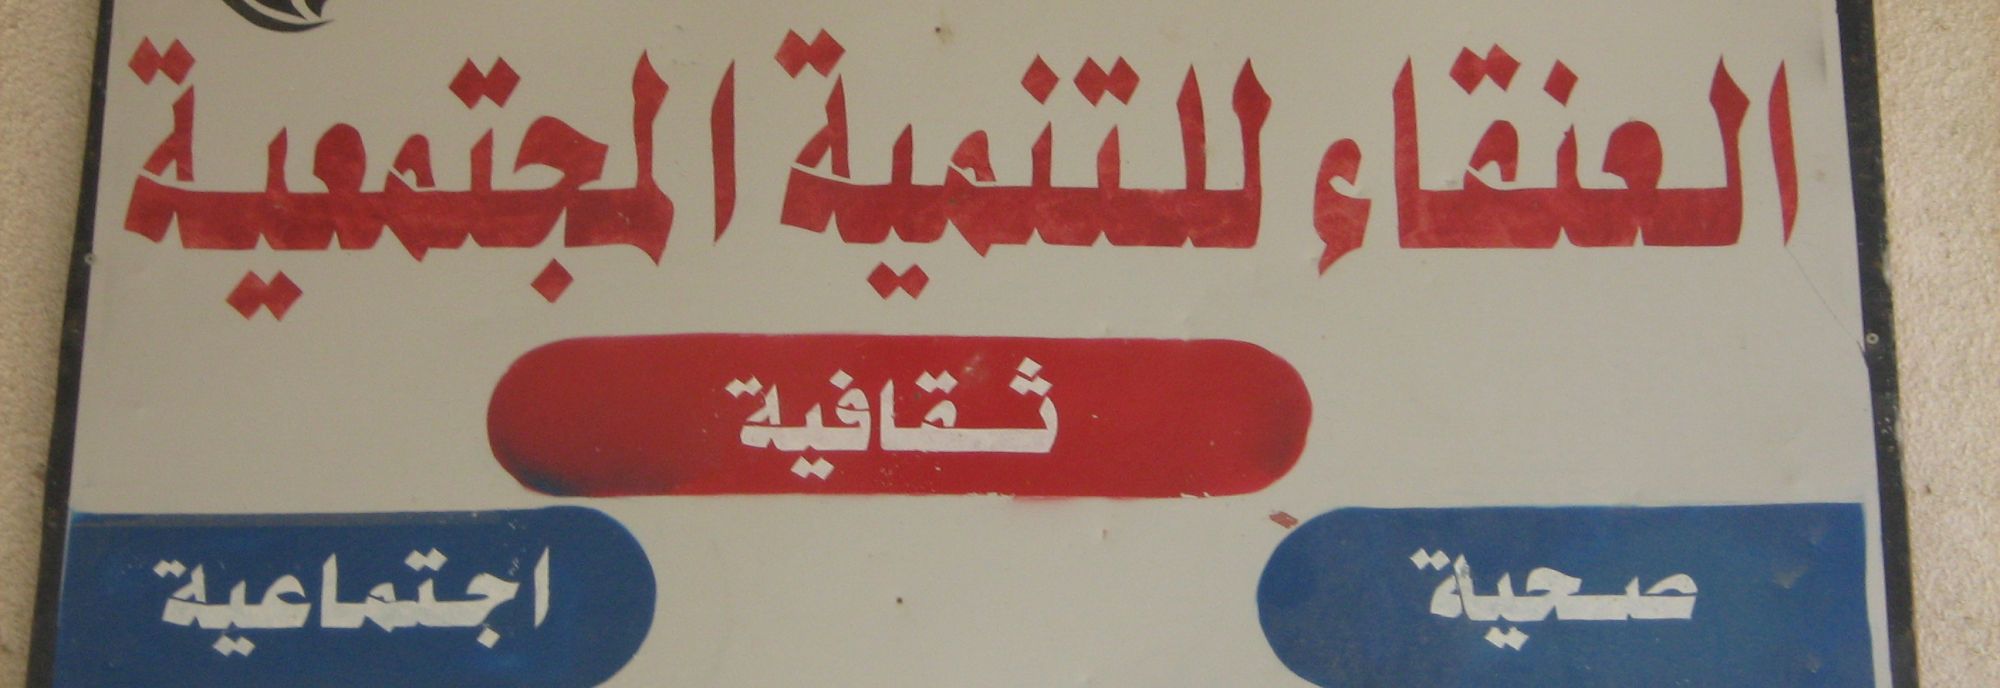 العنقاء للتنمية المجتمعية
ثقافية
صحية
اجتماعية